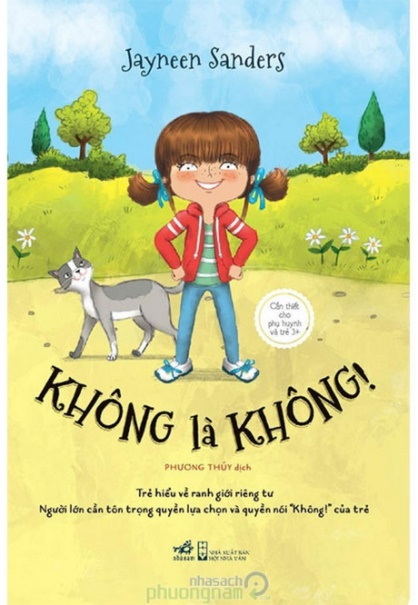 Jayneen Sanders
Cần thiết
cho
phụ huynh
và trẻ 3+
KHÔNG là KHÔNG!
PHƯƠNG THỦY dịch
Trẻ hiểu về ranh giới riêng tư
Người lớn cần tôn trọng quyền lựa chọn và quyền nói "Không!" của trẻ
nhãnam
NHÀ XUẤT BẢN
HỘI NHÀ VĂN
nhasach
phuongnam